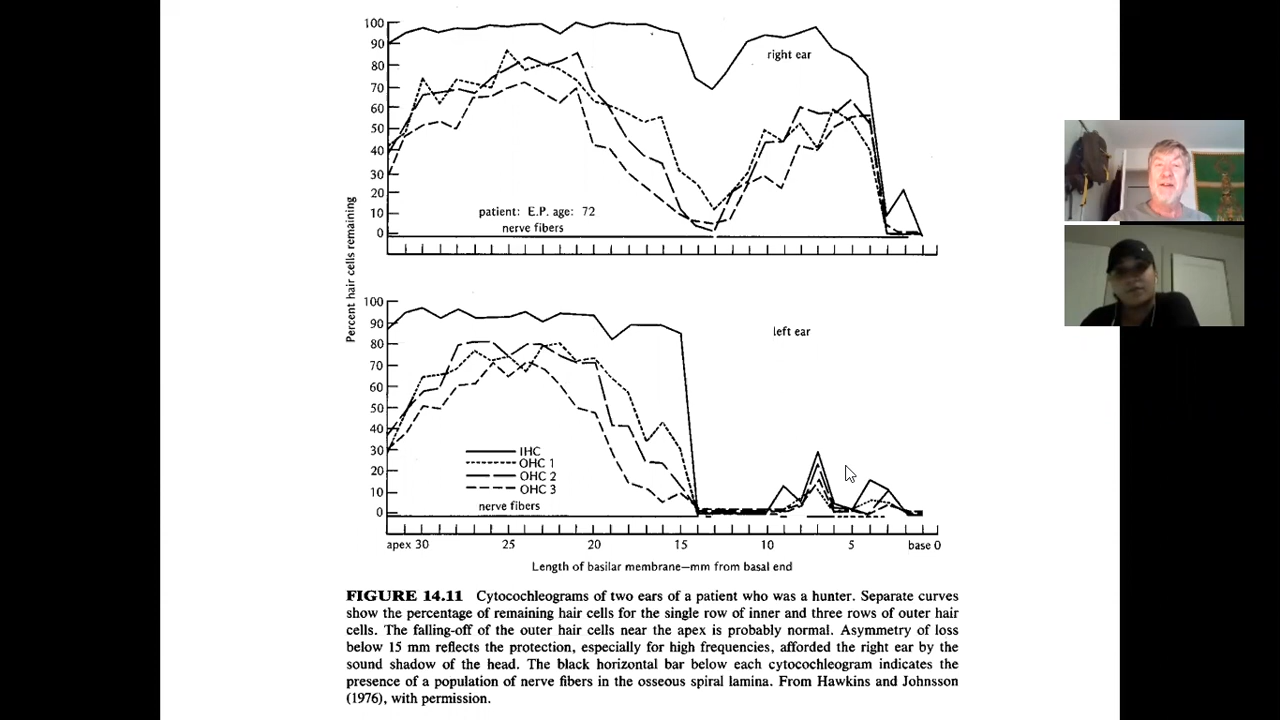 100
90
80
70
60
50
40
30
20
10
0
right ear
patient: E.P. age: 72
nerve fibers
Percent hair cells remaining
100
90
80
70
60
50
40
30
20
10
0
left ear
IHC
OHC 1
OHC 2
OHC 3
nerve fibers
apex 30 25 20 15 10 5 base 0
Length of basilar membrane—mm from basal end
FIGURE 14.11 Cytocochleograms of two ears of a patient who was a hunter. Separate curves
show the percentage of remaining hair cells for the single row of inner and three rows of outer hair
cells. The falling-off of the outer hair cells near the apex is probably normal. Asymmetry of loss
below 15 mm reflects the protection, especially for high frequencies, afforded the right ear by the
sound shadow of the head. The black horizontal bar below each cytocochleogram indicates the
presence of a population of nerve fibers in the osseous spiral lamina. From Hawkins and Johnsson
(1976), with permission.